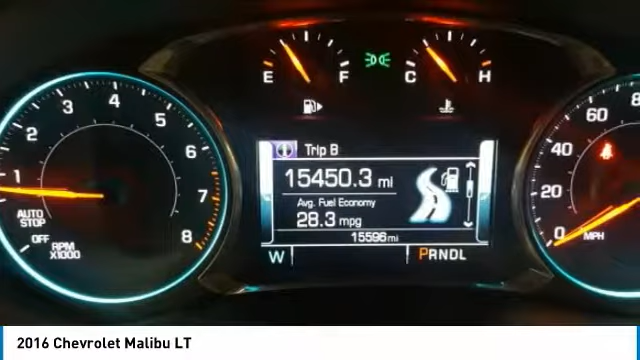 E F
C H
1 2 3 4 5 6 7 8
AUTO STOP
OFF
RPM X1000
Trip B
15450.3 mi
Avg. Fuel Economy
28.3 mpg
15596mi
W
PRNDL
0 20 40 60 8
MPH
2016 Chevrolet Malibu LT